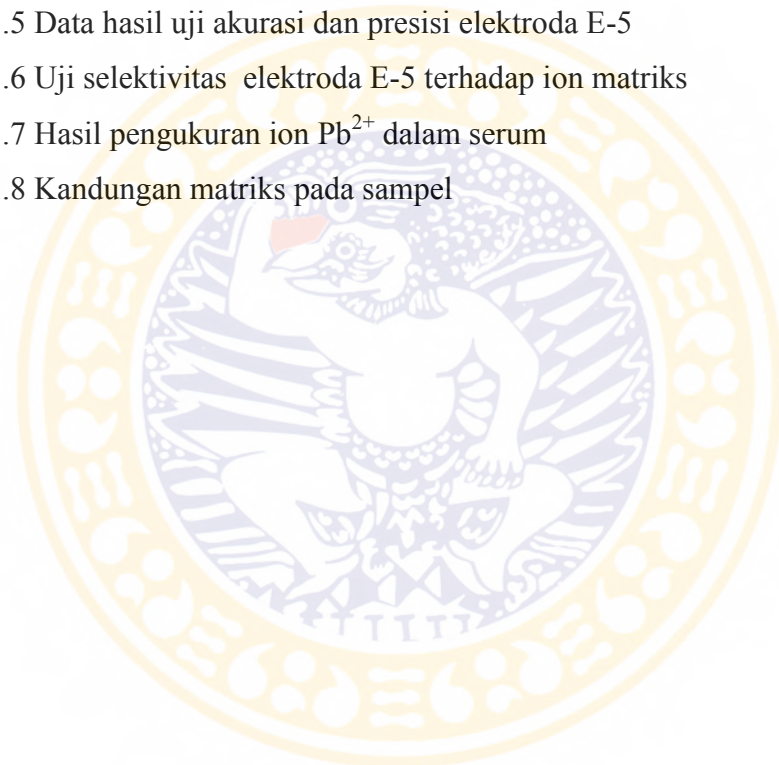 .5 Data hasil uji akurasi dan presisi elektroda E-5
.6 Uji selektivitas elektroda E-5 terhadap ion matriks
.7 Hasil pengukuran ion Pb²⁺ dalam serum
.8 Kandungan matriks pada sampel